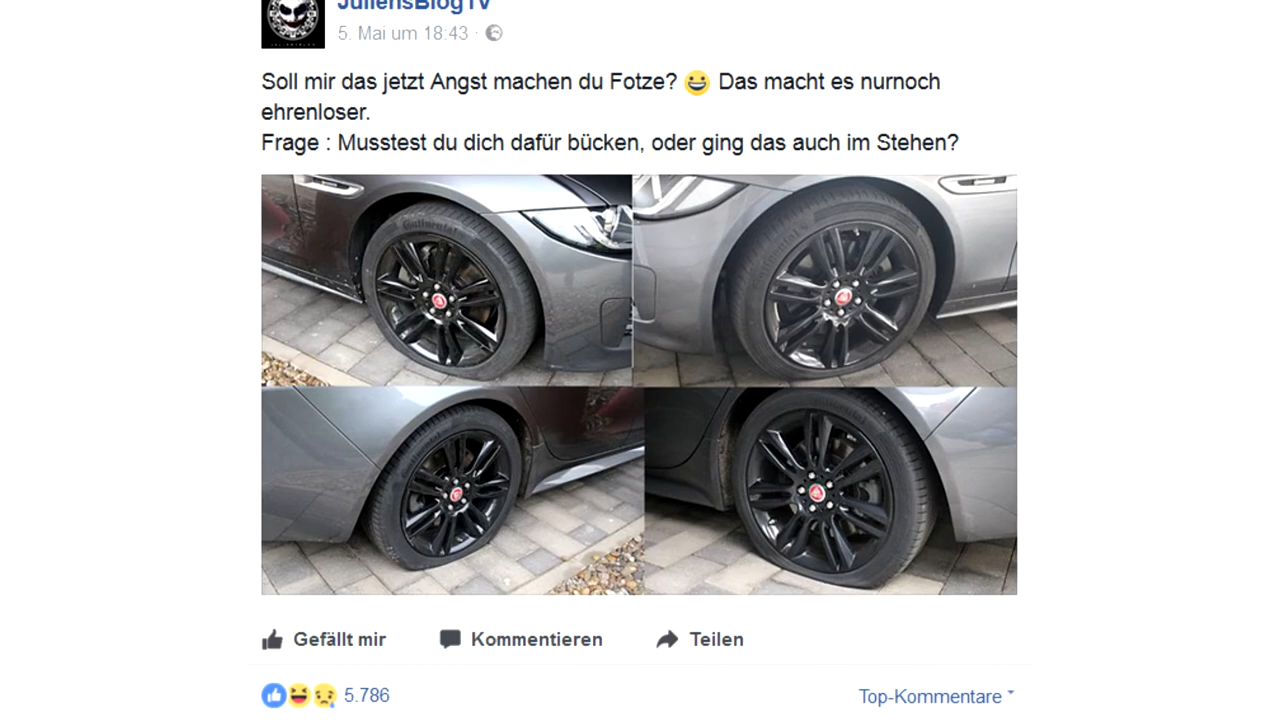 JuliensBlogTV
5. Mai um 18:43 ·
Soll mir das jetzt Angst machen du Fotze? 😀 Das macht es nurnoch
ehrenloser.
Frage : Musstest du dich dafür bücken, oder ging das auch im Stehen?
Continental
Gefällt mir Kommentieren Teilen
5.786 Top-Kommentare